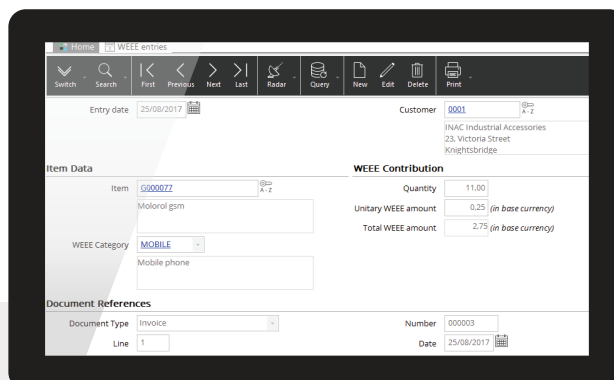 Home WEEE entries
Switch Search First Previous Next Last Radar Query New Edit Delete Print
Entry date 25/08/2017 Customer 0001 A - Z
INAC Industrial Accessories
23, Victoria Street
Knightsbridge
Item Data WEEE Contribution
Item G000077 A - Z Quantity 11,00
Molorol gsm Unitary WEEE amount 0,25 (in base currency)
Total WEEE amount 2,75 (in base currency)
WEEE Category MOBILE
Mobile phone
Document References
Document Type Invoice Number 000003
Line 1 Date 25/08/2017